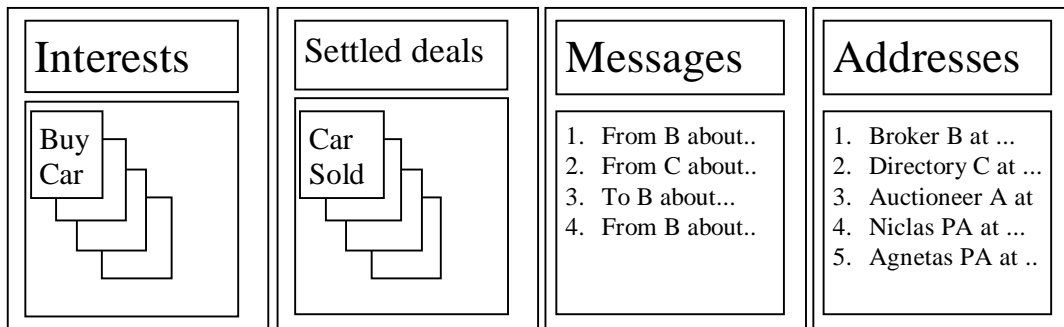 Interests
Buy
Car
Settled deals
Car
Sold
Messages
1. From B about..
2. From C about..
3. To B about...
4. From B about..
Addresses
1. Broker B at ...
2. Directory C at ...
3. Auctioneer A at
4. Niclas PA at ...
5. Agnetas PA at ..